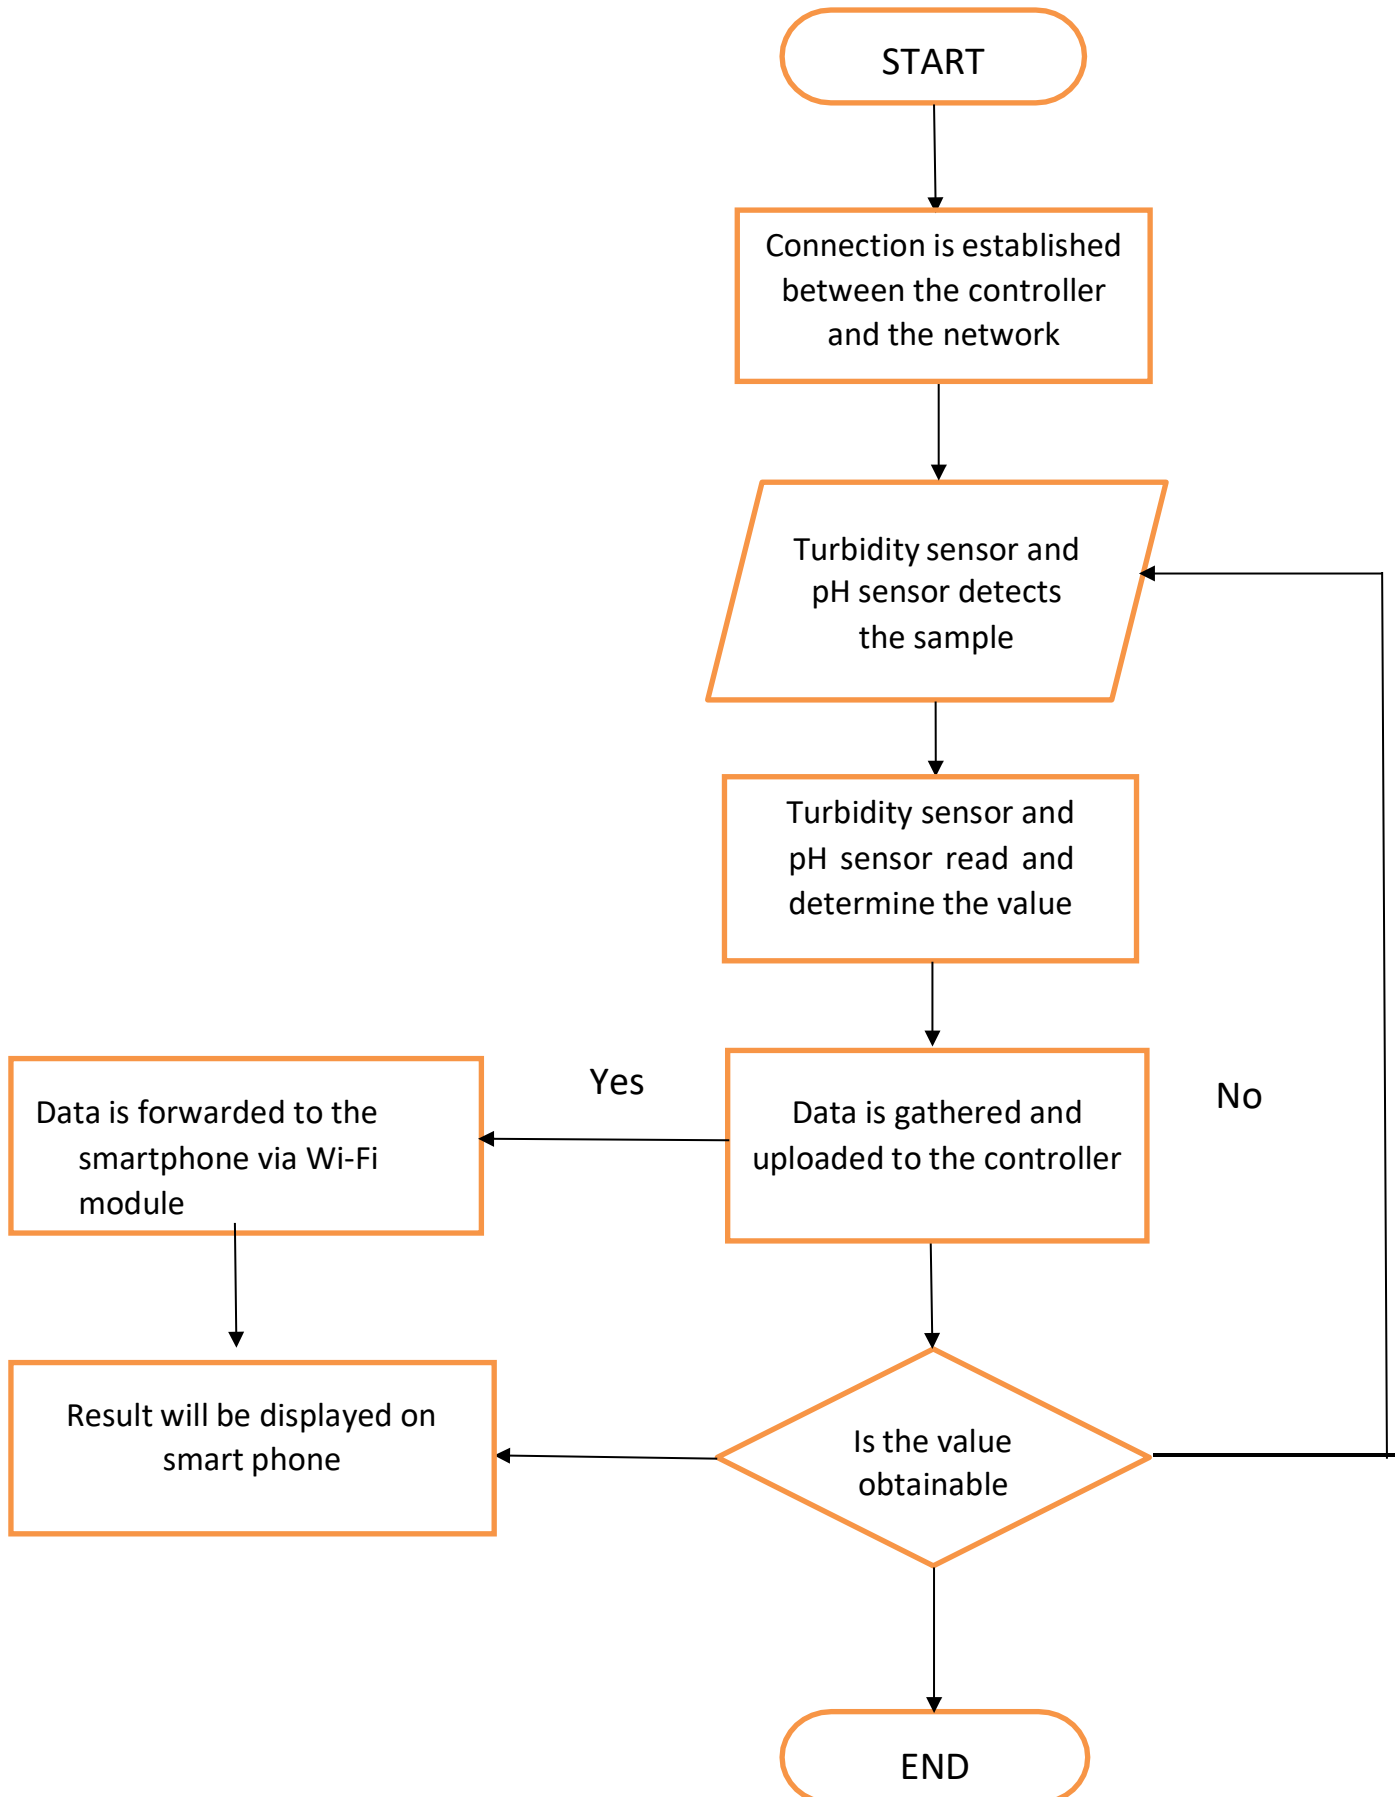 START
Connection is established
between the controller
and the network
Turbidity sensor and
pH sensor detects
the sample
Turbidity sensor and
pH sensor read and
determine the value
Yes
No
Data is forwarded to the
smartphone via Wi-Fi
module
Data is gathered and
uploaded to the controller
Result will be displayed on
smart phone
Is the value
obtainable
END